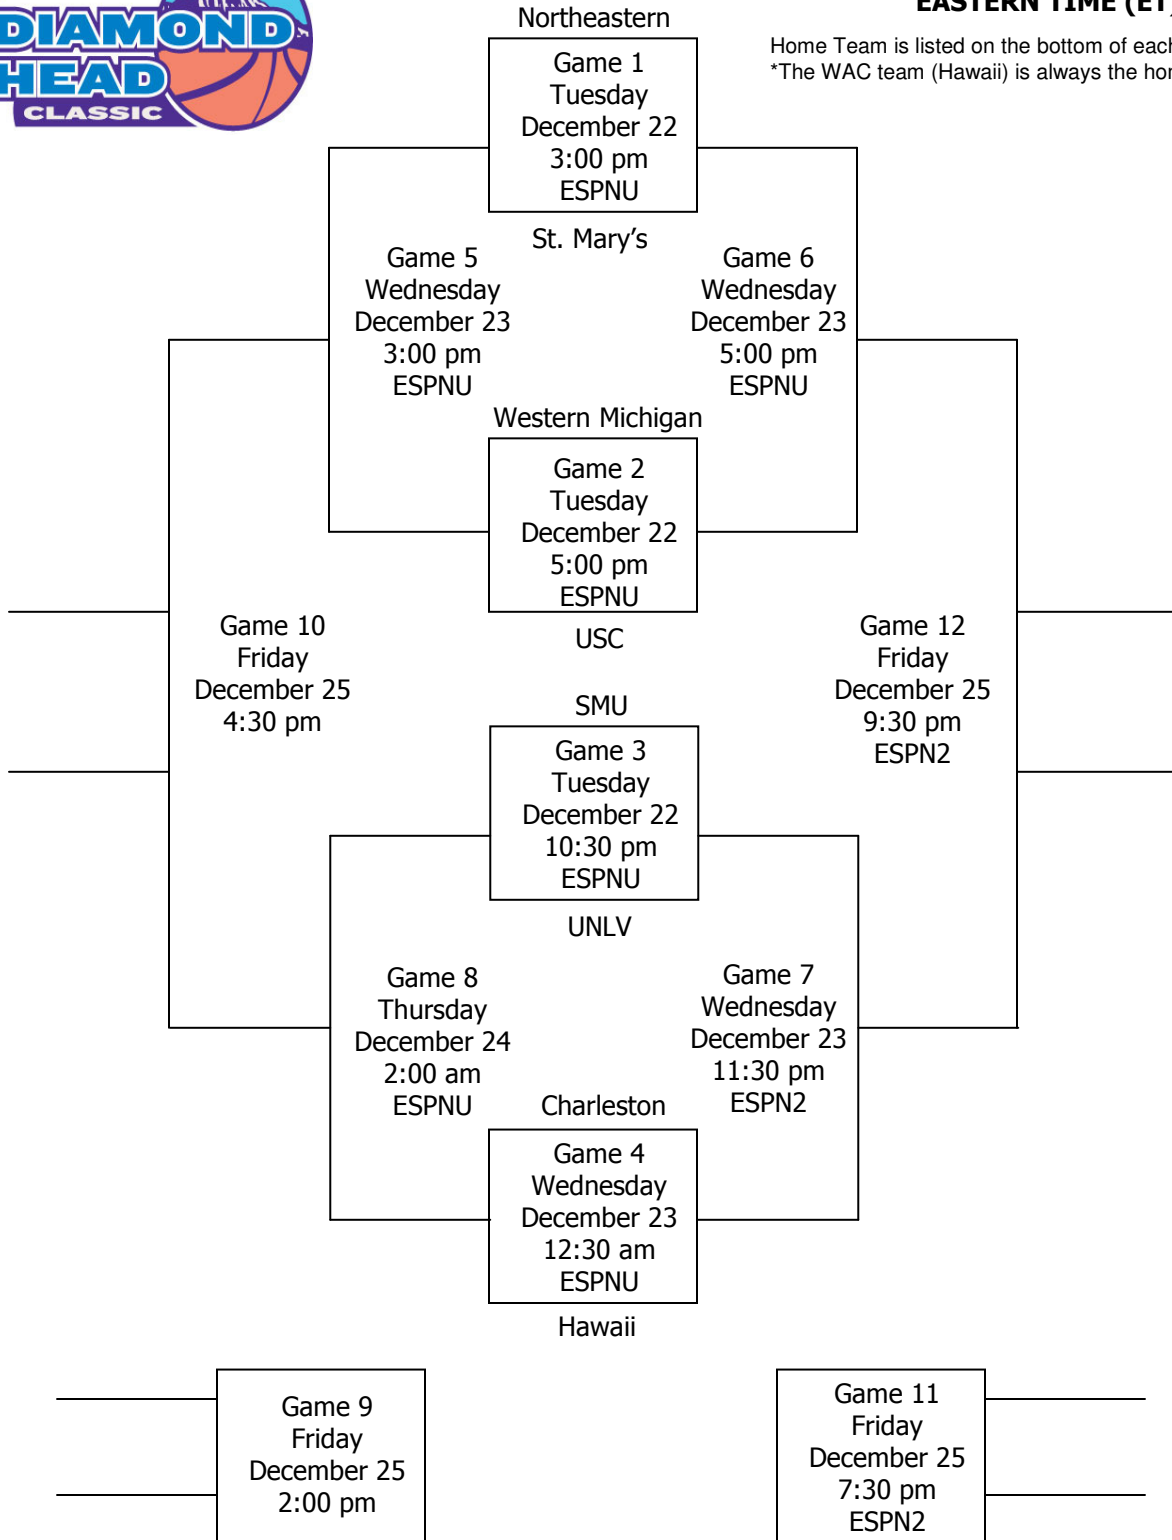 DIAMOND
HEAD
CLASSIC
EASTERN TIME (ET)
Home Team is listed on the bottom of each
*The WAC team (Hawaii) is always the
Northeastern
Game 1
Tuesday
December 22
3:00 pm
ESPNU
St. Mary's
Game 5
Wednesday
December 23
3:00 pm
ESPNU
Game 6
Wednesday
December 23
5:00 pm
ESPNU
Western Michigan
Game 2
Tuesday
December 22
5:00 pm
ESPNU
USC
Game 10
Friday
December 25
4:30 pm
Game 12
Friday
December 25
9:30 pm
ESPN2
SMU
Game 3
Tuesday
December 22
10:30 pm
ESPNU
UNLV
Game 8
Thursday
December 24
2:00 am
ESPNU
Game 7
Wednesday
December 23
11:30 pm
ESPN2
Charleston
Game 4
Wednesday
December 23
12:30 am
ESPNU
Hawaii
Game 9
Friday
December 25
2:00 pm
Game 11
Friday
December 25
7:30 pm
ESPN2